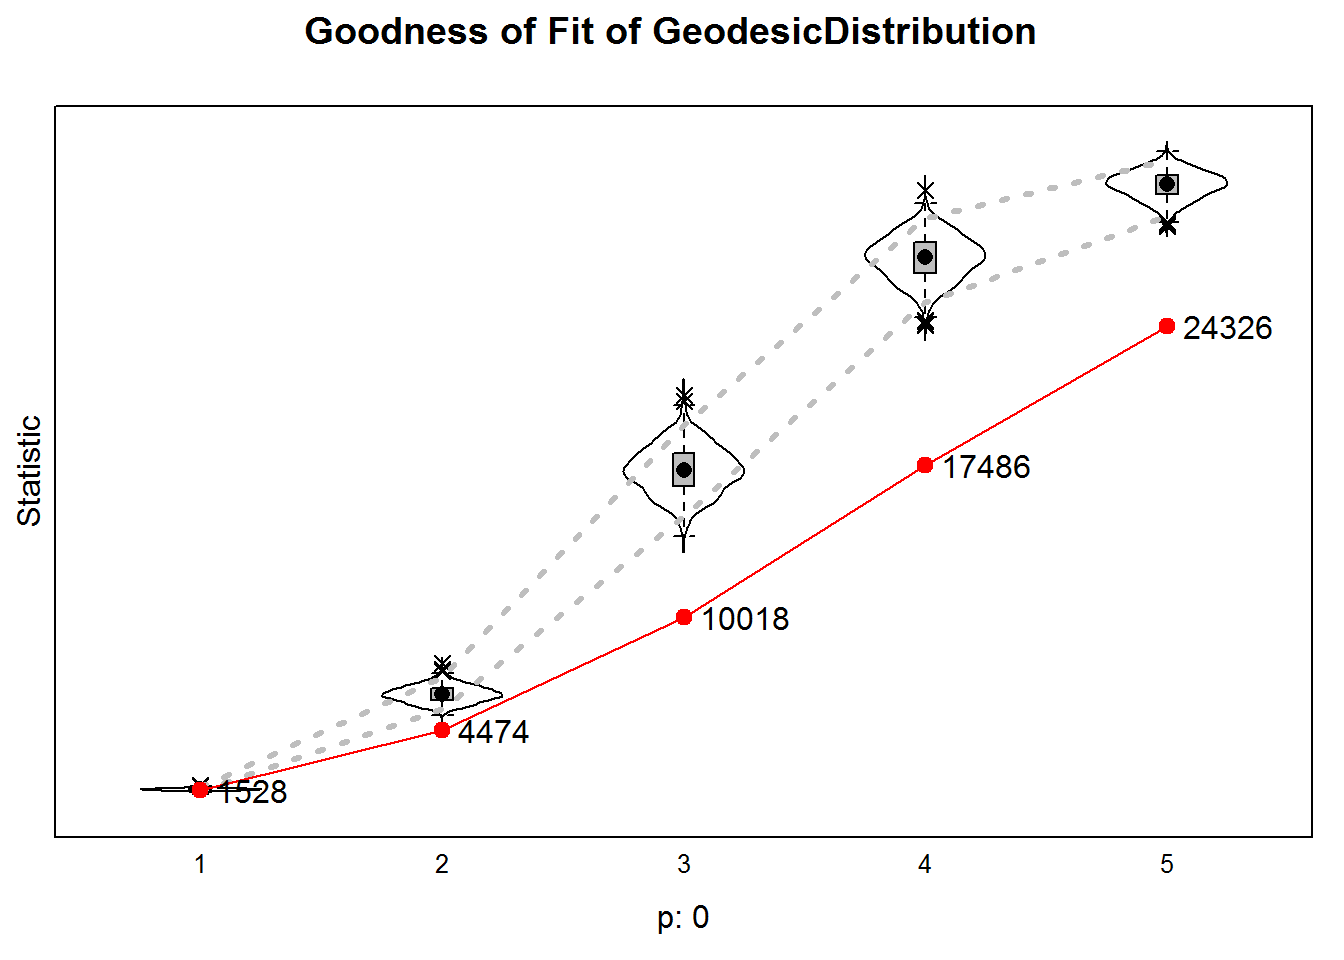 Goodness of Fit of GeodesicDistribution
Statistic
24326
17486
10018
4474
1528
1 2 3 4 5
p: 0